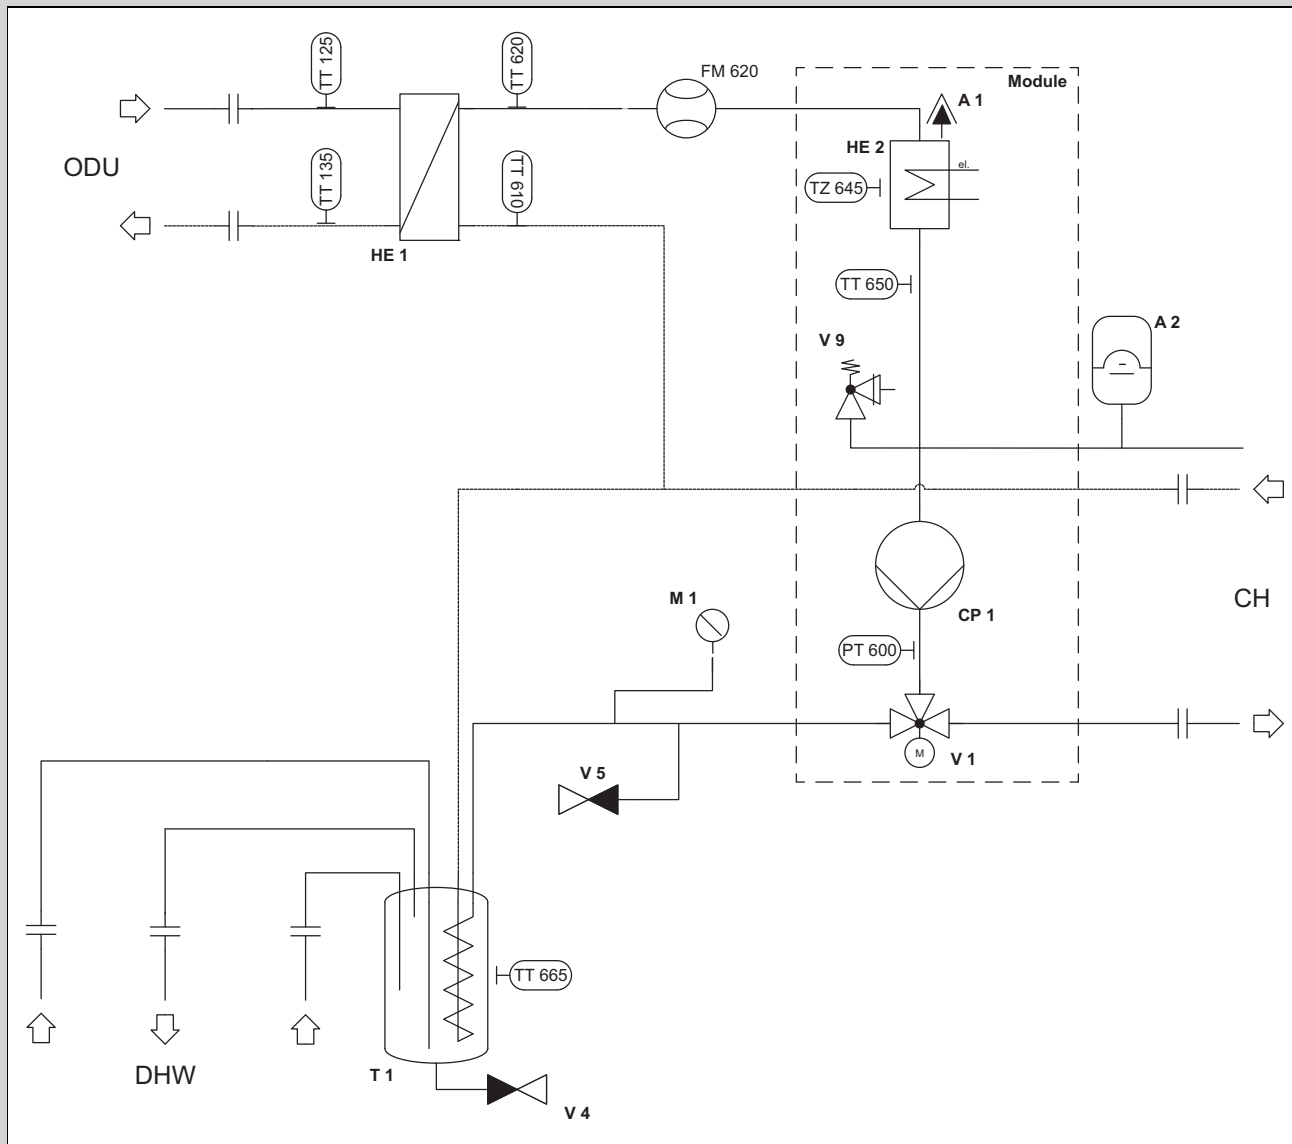 TT 125
TT 620
FM 620
Module
A 1
ODU
TT 135
TT 610
HE 2
el.
TZ 645
HE 1
TT 650
A 2
V 9
M 1
CH
CP 1
PT 600
V 5
M
V 1
TT 665
DHW
T 1
V 4